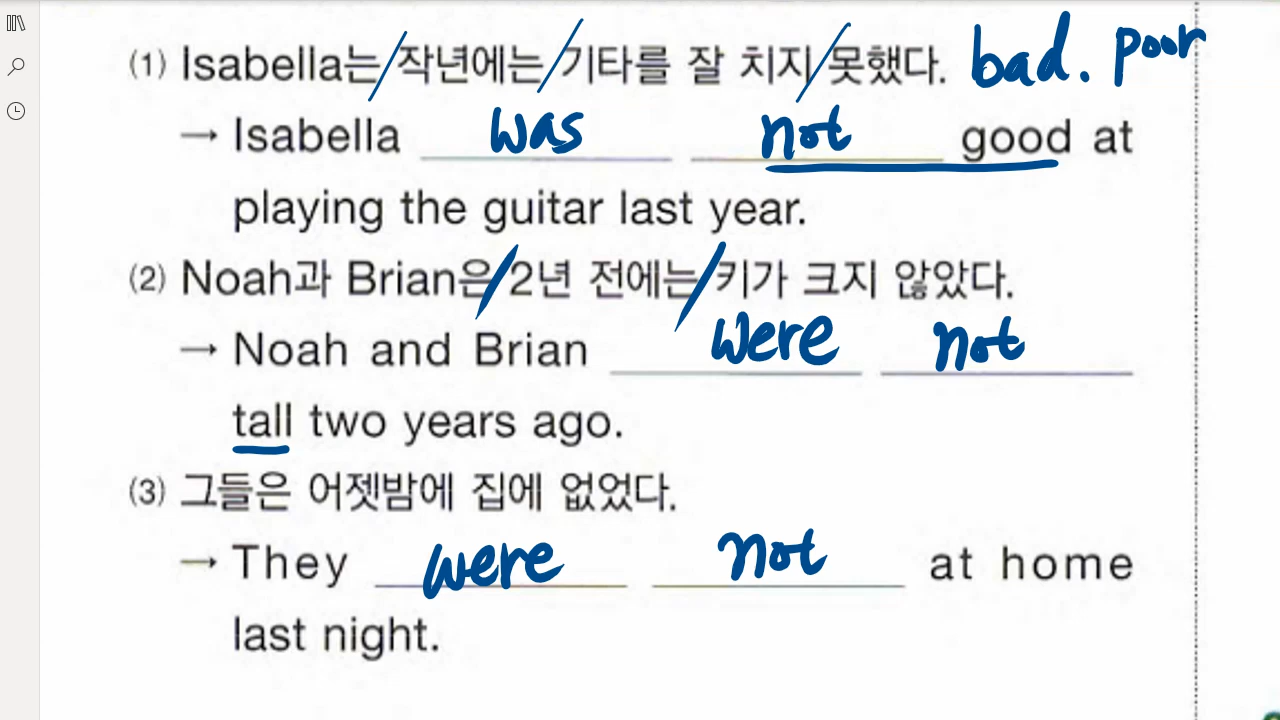 (1) Isabella는/작년에는/기타를 잘 치지/못했다. bad. poor
→ Isabella was not good at
playing the guitar last year.
(2) Noah과 Brian은/2년 전에는/키가 크지 않았다.
→ Noah and Brian were not
tall two years ago.
(3) 그들은 어젯밤에 집에 없었다.
→ They were not at home
last night.